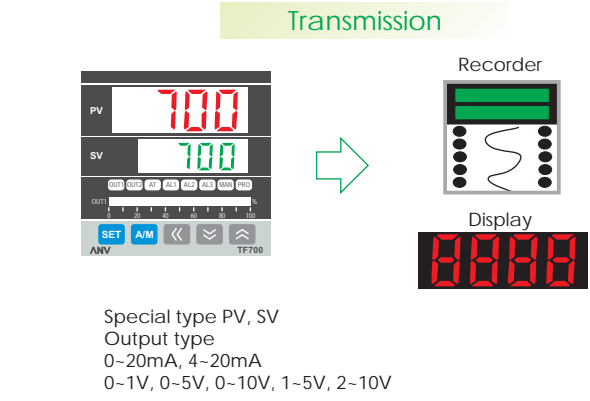 Transmission
Recorder
PV
700
SV
700
OUT1 OUT2 AT AL1 AL2 AL3 MAN PRO
OUT1
%
0 20 40 60 80 100
SET A/M
ANV TF700
Display
8888
Special type PV, SV
Output type
0~20mA, 4~20mA
0~1V, 0~5V, 0~10V, 1~5V, 2~10V